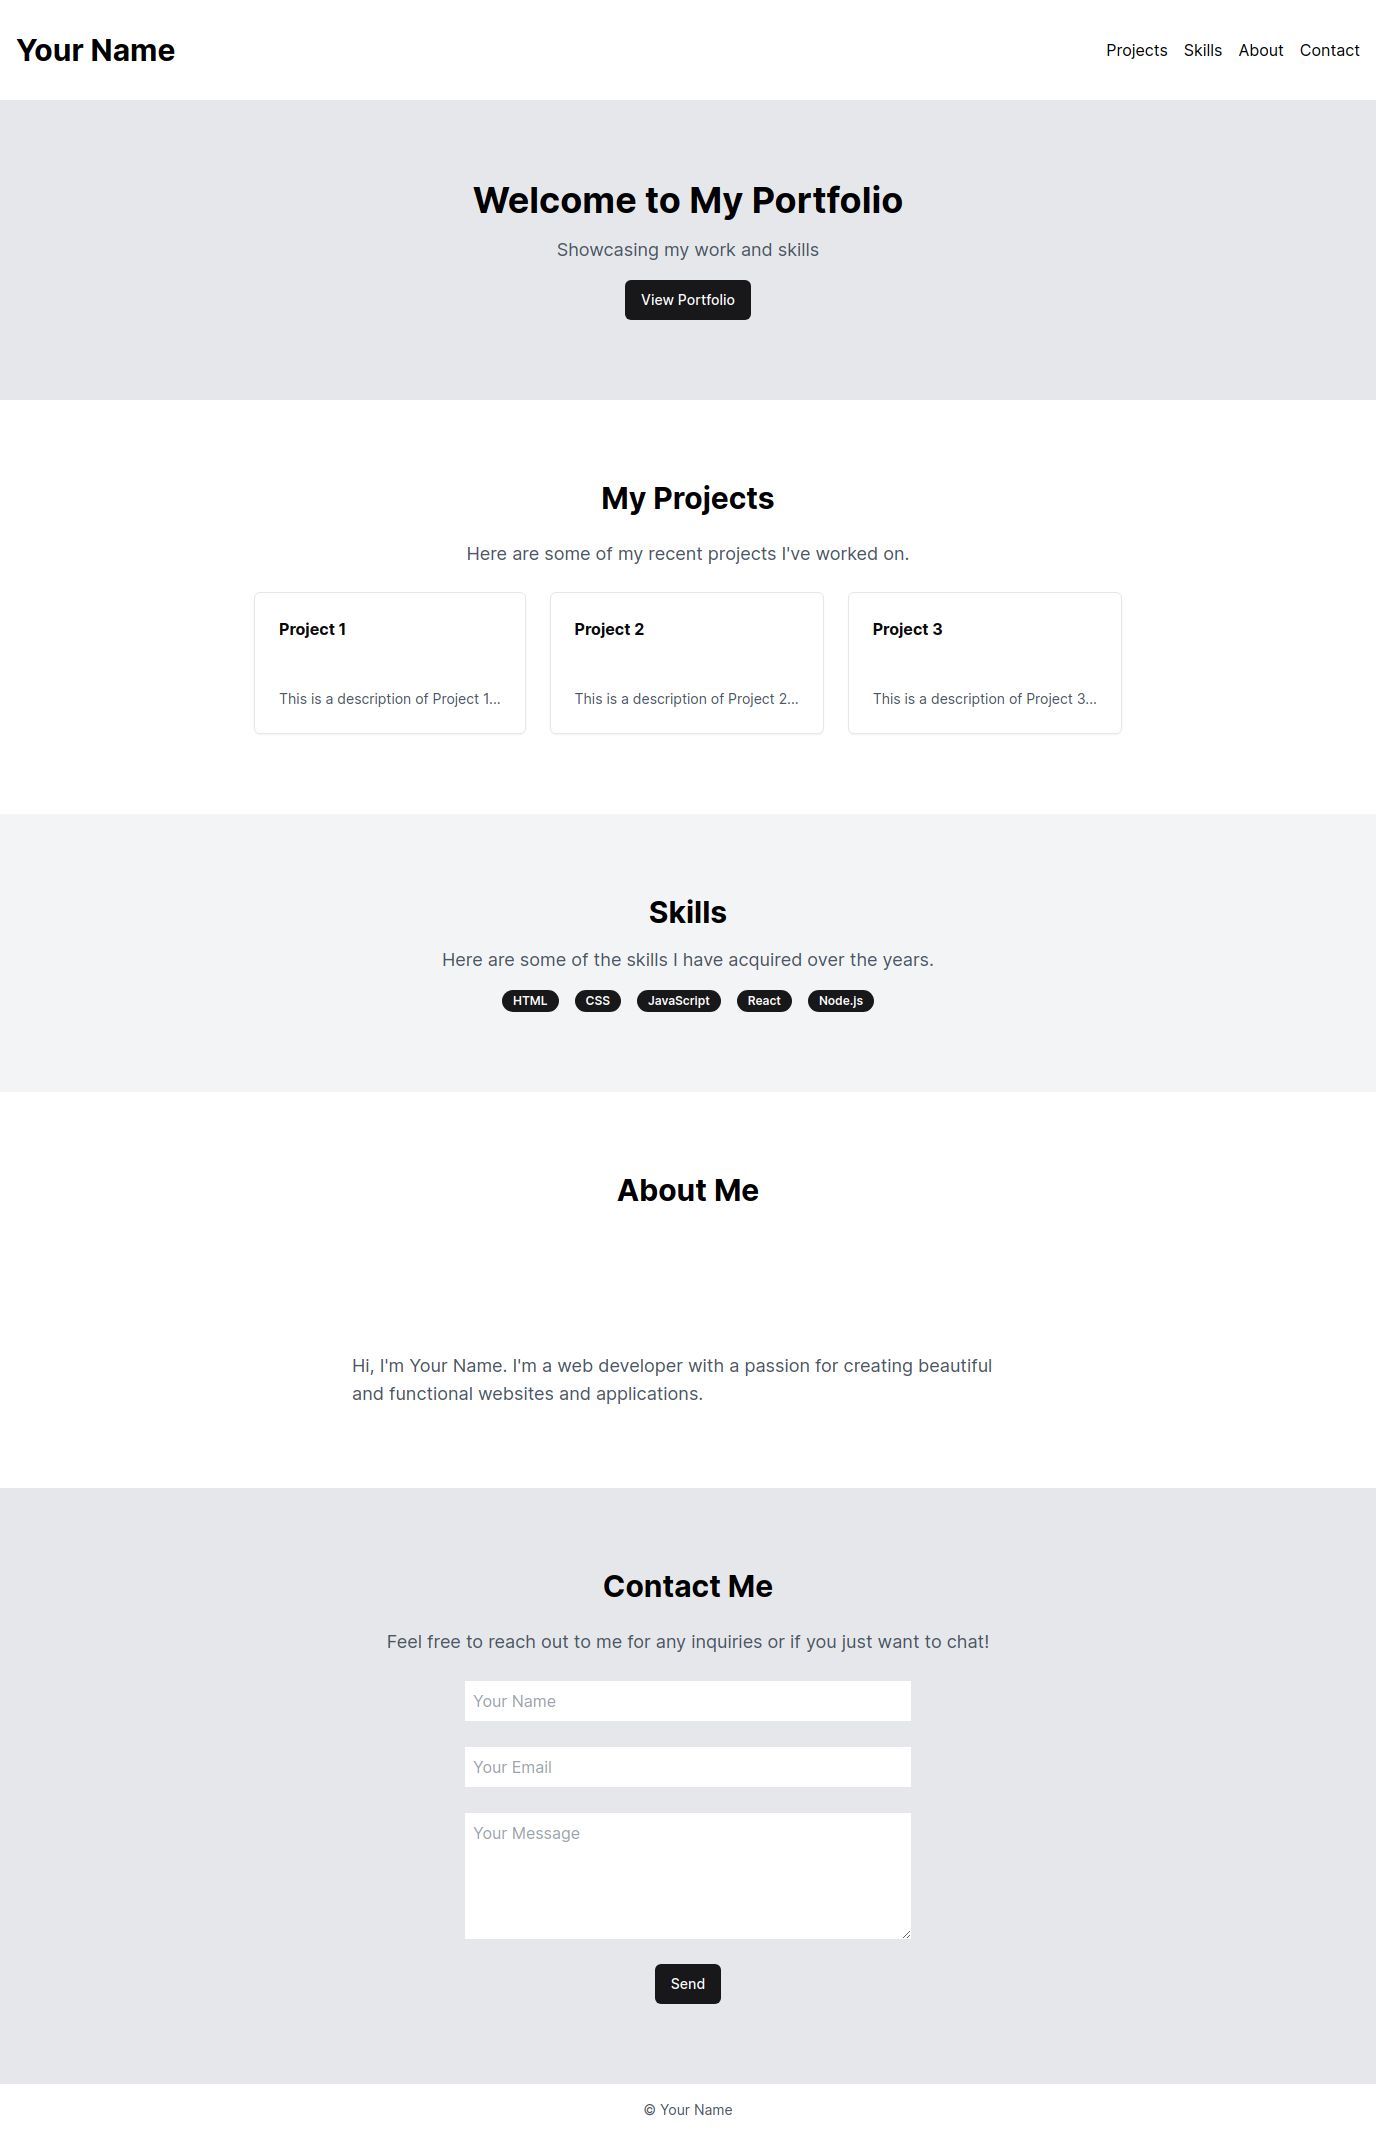 Your Name
Projects Skills About Contact
Welcome to My Portfolio
Showcasing my work and skills
View Portfolio
My Projects
Here are some of my recent projects I've worked on.
Project 1
This is a description of Project 1...
Project 2
This is a description of Project 2...
Project 3
This is a description of Project 3...
Skills
Here are some of the skills I have acquired over the years.
HTML CSS JavaScript React Node.js
About Me
Hi, I'm Your Name. I'm a web developer with a passion for creating beautiful
and functional websites and applications.
Contact Me
Feel free to reach out to me for any inquiries or if you just want to chat!
Your Name
Your Email
Your Message
Send
© Your Name